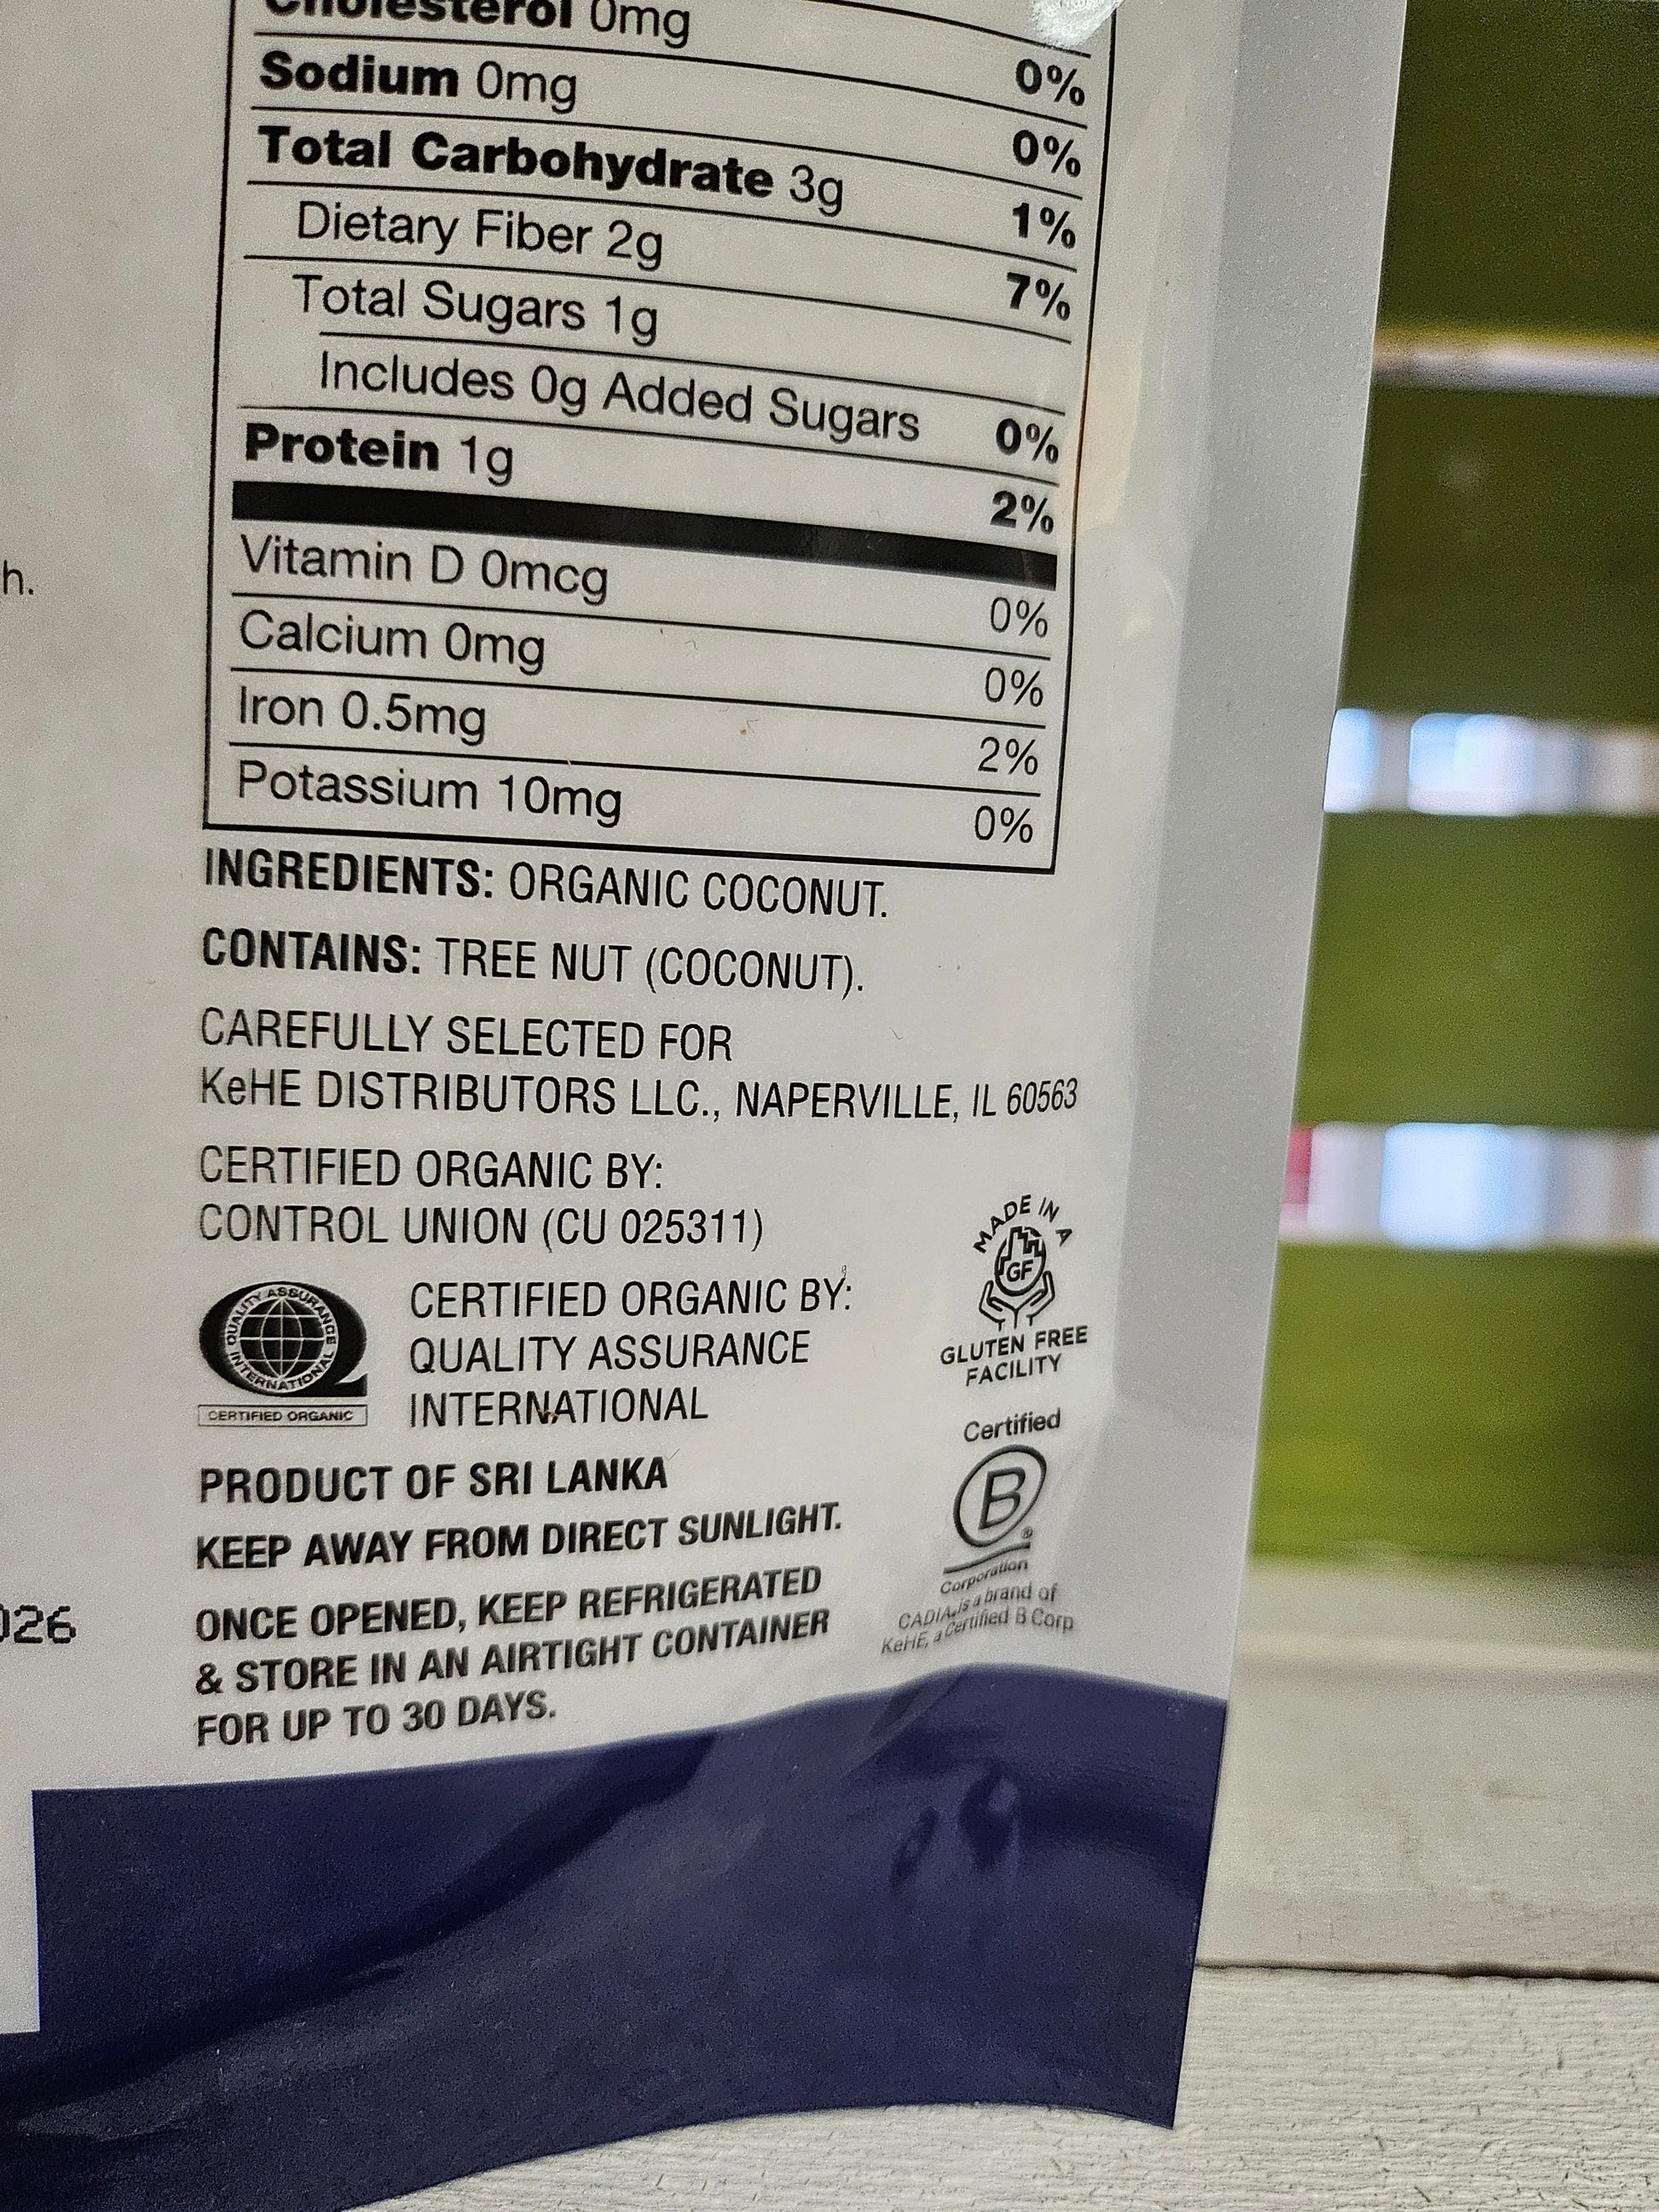 Cholesterol 0mg 0%
Sodium 0mg 0%
Total Carbohydrate 3g 1%
Dietary Fiber 2g 7%
Total Sugars 1g
Includes 0g Added Sugars 0%
Protein 1g 2%
Vitamin D 0mcg 0%
Calcium 0mg 0%
Iron 0.5mg 2%
Potassium 10mg 0%
INGREDIENTS: ORGANIC COCONUT.
CONTAINS: TREE NUT (COCONUT).
CAREFULLY SELECTED FOR
KeHE DISTRIBUTORS LLC., NAPERVILLE, IL 60563
CERTIFIED ORGANIC BY:
CONTROL UNION (CU 025311)
QUALITY ASSURANCE
INTERNATIONAL
CERTIFIED ORGANIC
CERTIFIED ORGANIC BY:
QUALITY ASSURANCE
INTERNATIONAL
MADE IN A
GF
GLUTEN FREE
FACILITY
Certified
B
®
Corporation
CADIA is a brand of
KeHE, a Certified B Corp
PRODUCT OF SRI LANKA
KEEP AWAY FROM DIRECT SUNLIGHT.
ONCE OPENED, KEEP REFRIGERATED
& STORE IN AN AIRTIGHT CONTAINER
FOR UP TO 30 DAYS.
h.
026